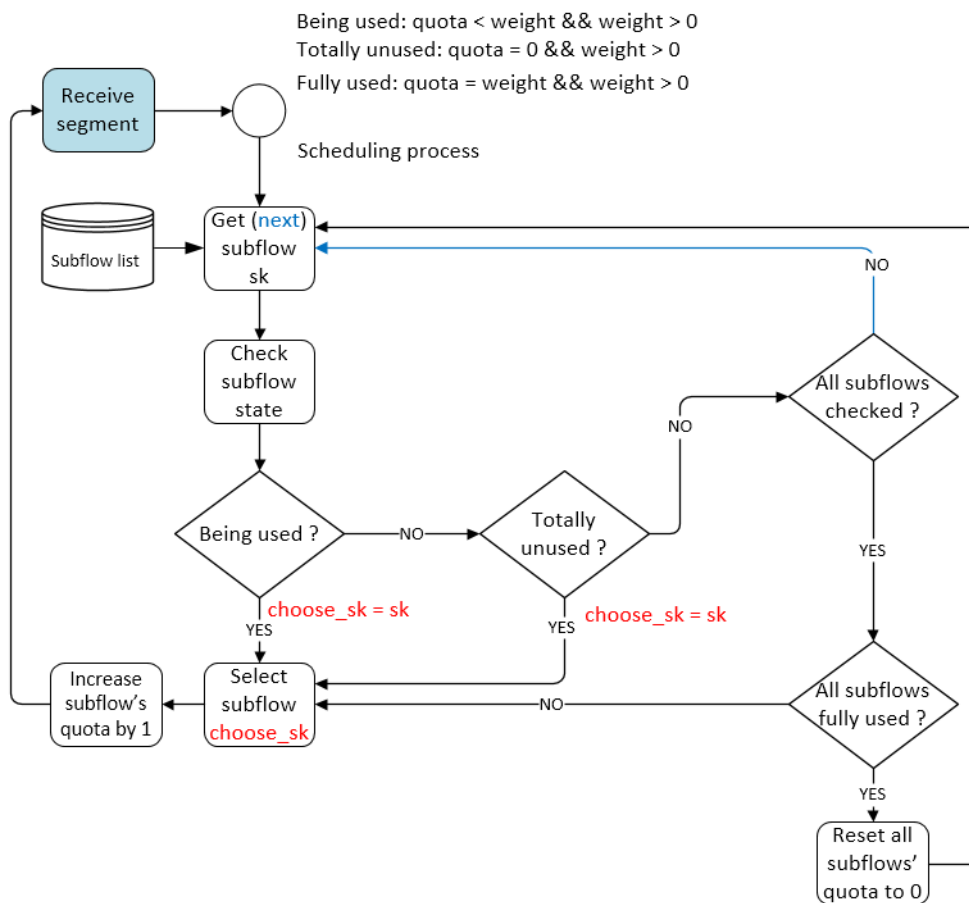 Being used: quota < weight && weight > 0
Totally unused: quota = 0 && weight > 0
Fully used: quota = weight && weight > 0
Receive
segment
Scheduling process
Get (next)
subflow
sk
Subflow list
NO
Check
subflow
state
All subflows
checked ?
NO
Being used ?
NO
Totally
unused ?
YES
choose_sk = sk
YES
choose_sk = sk
YES
Increase
subflow's
quota by 1
Select
subflow
choose_sk
NO
All subflows
fully used ?
YES
Reset all
subflows'
quota to 0